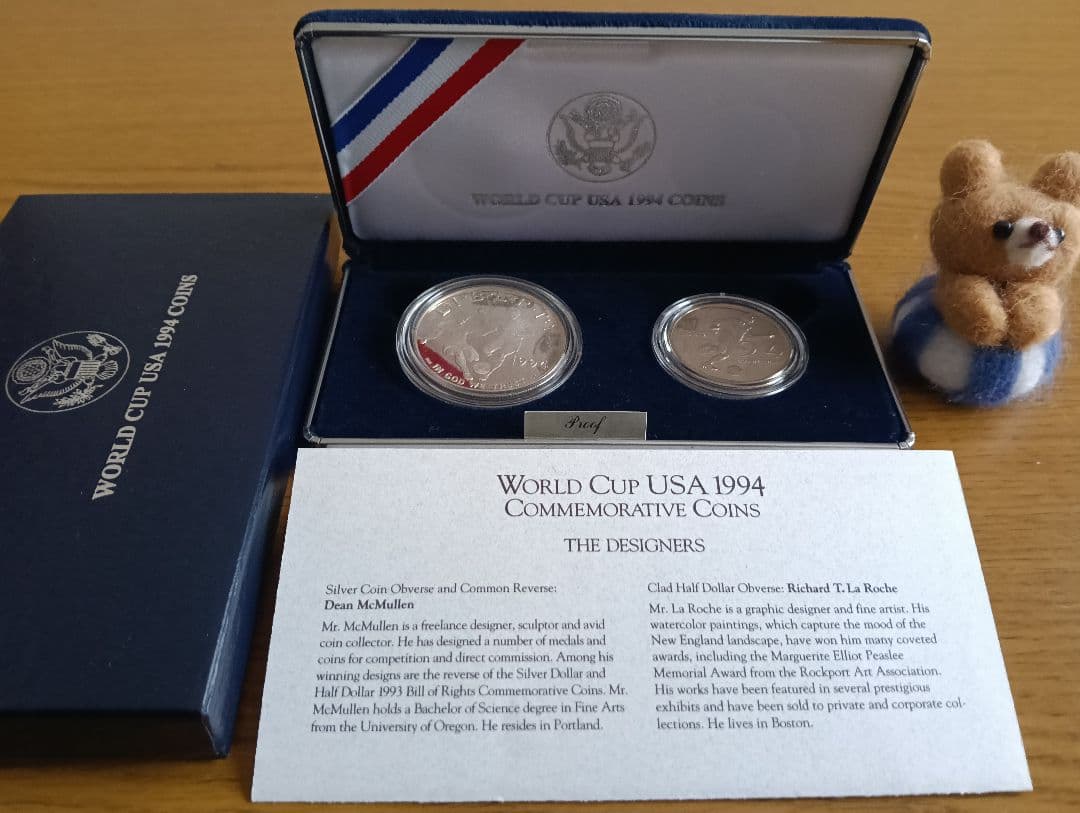 WORLD CUP USA 1994 COINS
WORLD CUP USA 1994 COINS
LIBERTY
1994
IN GOD WE TRUST
Proof
WORLD CUP USA 1994
COMMEMORATIVE COINS
THE DESIGNERS
Silver Coin Obverse and Common Reverse:
Dean McMullen
Mr. McMullen is a freelance designer, sculptor and avid
coin collector. He has designed a number of medals and
coins for competition and direct commission. Among his
winning designs are the reverse of the Silver Dollar and
Half Dollar 1993 Bill of Rights Commemorative Coins. Mr.
McMullen holds a Bachelor of Science degree in Fine Arts
from the University of Oregon. He resides in Portland.
Clad Half Dollar Obverse: Richard T. La Roche
Mr. La Roche is a graphic designer and fine artist. His
watercolor paintings, which capture the mood of the
New England landscape, have won him many coveted
awards, including the Marguerite Elliot Peaslee
Memorial Award from the Rockport Art Association.
His works have been featured in several prestigious
exhibits and have been sold to private and corporate col-
lections. He lives in Boston.